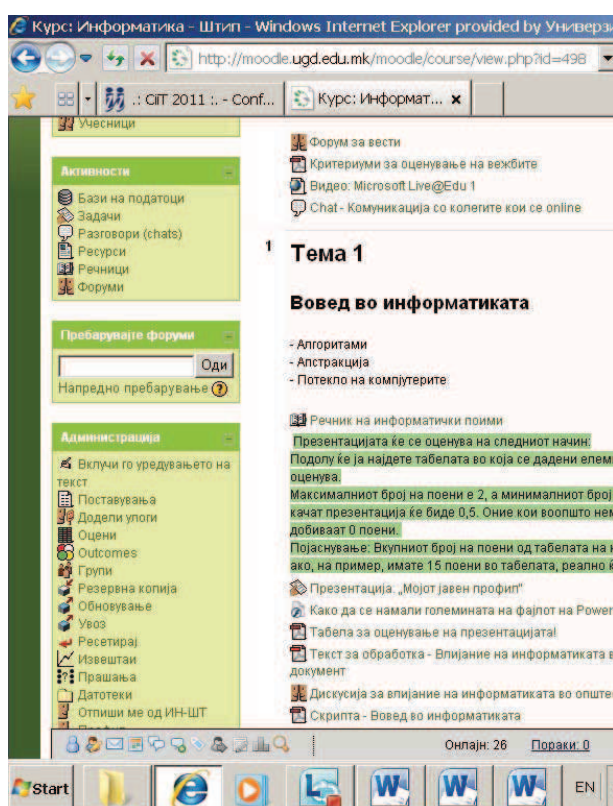 Курс: Информатика - Штип - Windows Internet Explorer provided by Универзи
http://moodle.ugd.edu.mk/moodle/course/view.php?id=498
.: CiiT 2011 :. - Conf...
Курс: Информат...
Учесници
Активности
Бази на податоци
Задачи
Разговори (chats)
Ресурси
Речници
Форуми
Пребарувајте форуми
Оди
Напредно пребарување
Администрација
Вклучи го уредувањето на
текст
Поставувања
Додели улоги
Оцени
Outcomes
Групи
Резервна копија
Обновување
Увоз
Ресетирај
Извештаи
Прашања
Датотеки
Отпиши ме од ИН-ШТ
Форум за вести
Критериуми за оценување на вежбите
Видео: Microsoft Live@Edu 1
Chat - Комуникација со колегите кои се online
1
Тема 1
Вовед во информатиката
- Алгоритами
- Апстракција
- Потекло на компјутерите
Речник на информатички поими
Презентацијата ќе се оценува на следниот начин:
Подолу ќе ја најдете табелата во која се дадени елем
оценува.
Максималниот број на поени е 2, а минималниот број
качат презентација ќе биде 0,5. Оние кои воопшто нем
добиваат 0 поени.
Појаснување: Вкупниот број на поени од табелата на
ако, на пример, имате 15 поени во табелата, реално
Презентација. „Мојот јавен профил"
Како да се намали големината на фајлот на Power
Табела за оценување на презентацијата!
Текст за обработка - Влијание на информатиката в
документ
Дискусија за влијание на информатиката во општe
Скрипта - Вовед во информатиката
Онлајн: 26 Пораки: 0
Start
EN